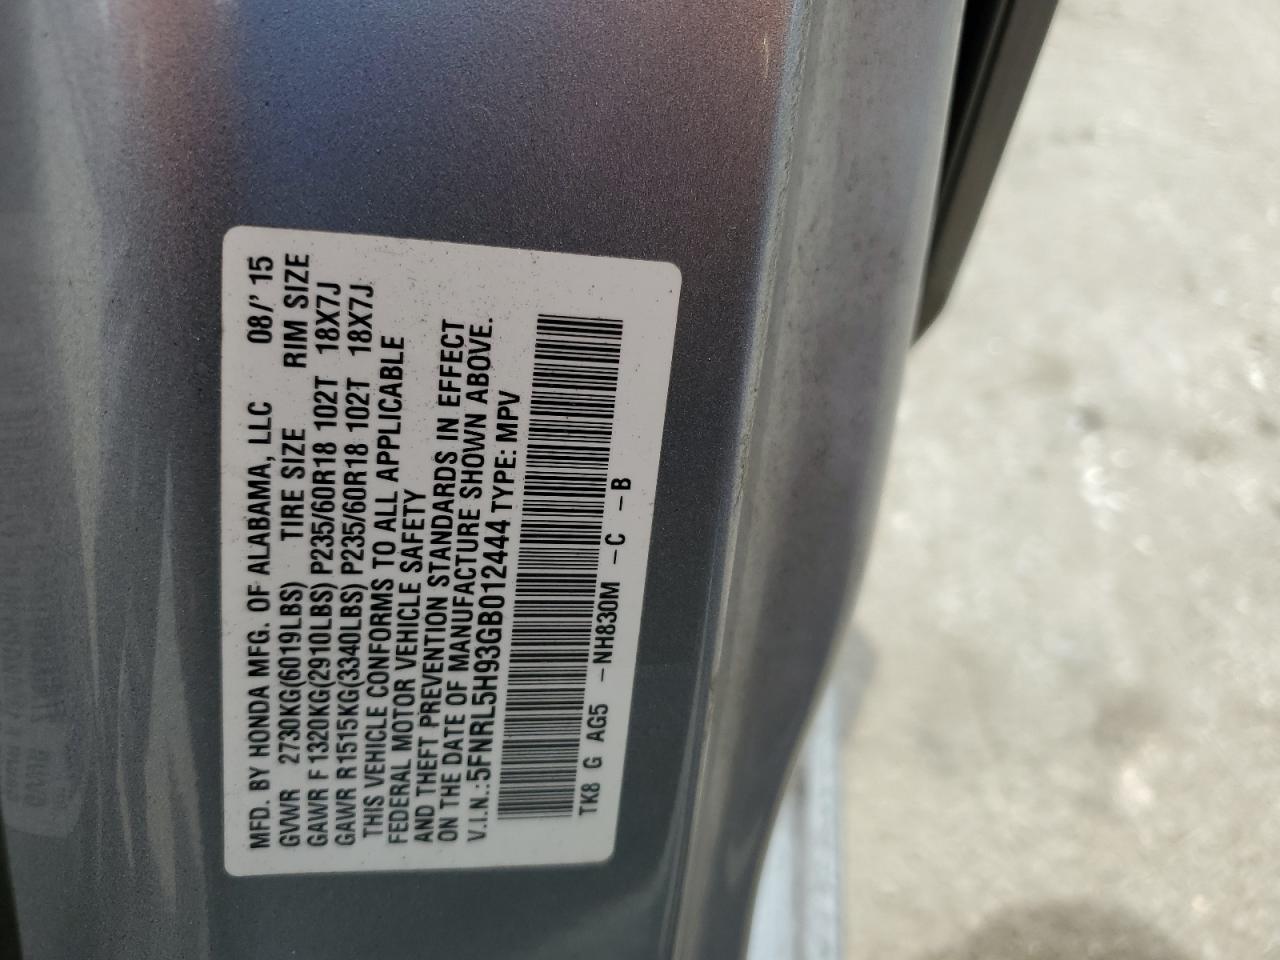 MFD. BY HONDA MFG. OF ALABAMA, LLC 08/' 15
GVWR 2730KG(6019LBS) TIRE SIZE RIM SIZE
GAWR F 1320KG(2910LBS) P235/60R18 102T 18X7J
GAWR R 1515KG(3340LBS) P235/60R18 102T 18X7J
THIS VEHICLE CONFORMS TO ALL APPLICABLE
FEDERAL MOTOR VEHICLE SAFETY
AND THEFT PREVENTION STANDARDS IN EFFECT
ON THE DATE OF MANUFACTURE SHOWN ABOVE.
V.I.N.: 5FNRL5H93GB012444 TYPE: MPV
TK8 G AG5 -NH830M -C -B